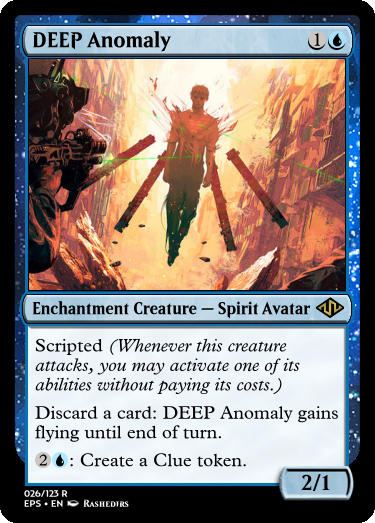 DEEP Anomaly 1
Enchantment Creature — Spirit Avatar
Scripted (Whenever this creature
attacks, you may activate one of its
abilities without paying its costs.)
Discard a card: DEEP Anomaly gains
flying until end of turn.
2: Create a Clue token.
2/1
026/123 R
EPS • EN Rashedirs